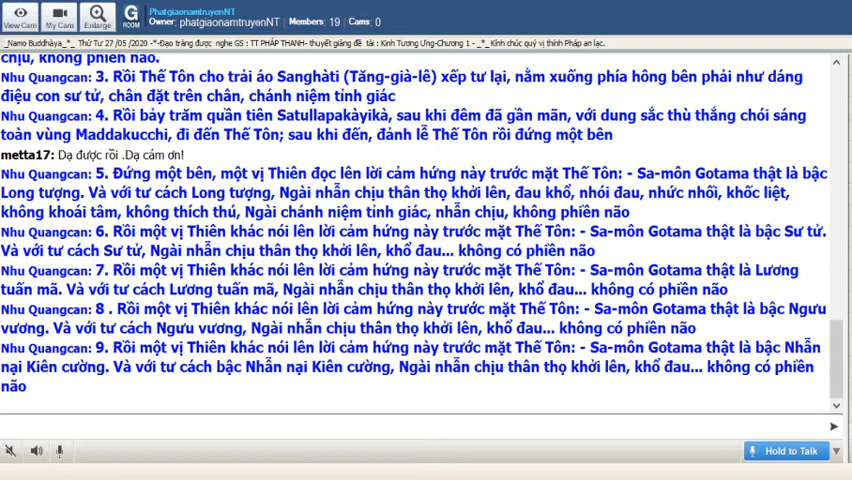 PhatgiaonamtruyenNT
Owner: phatgiaonamtruyenNT Members: 19 Cams: 0
View Cam
My Cam
Enlarge
G
ROOM
_Namo Buddhàya_*_ Thứ Tư 27 /05 /2020 -*-Đạo tràng được nghe GS : TT PHÁP THANH- thuyết giảng đề tài : Kinh Tương Ưng-Chương 1 - _*_ Kính chúc quý vị thính Pháp an lạc.
chịu, không phiền não.
Nhu Quangcan: 3. Rồi Thế Tôn cho trải áo Sanghàti (Tăng-già-lê) xếp tư lại, nằm xuống phía hông bên phải như dáng
điệu con sư tử, chân đặt trên chân, chánh niệm tỉnh giác
Nhu Quangcan: 4. Rồi bảy trăm quần tiên Satullapakàyikà, sau khi đêm đã gần mãn, với dung sắc thù thắng chói sáng
toàn vùng Maddakucchi, đi đến Thế Tôn; sau khi đến, đảnh lễ Thế Tôn rồi đứng một bên
metta17: Dạ được rồi .Dạ cám ơn!
Nhu Quangcan: 5. Đứng một bên, một vị Thiên đọc lên lời cảm hứng này trước mặt Thế Tôn: - Sa-môn Gotama thật là bậc
Long tượng. Và với tư cách Long tượng, Ngài nhẫn chịu thân thọ khởi lên, đau khổ, nhói đau, nhức nhối, khốc liệt,
không khoái tâm, không thích thú, Ngài chánh niệm tỉnh giác, nhẫn chịu, không phiền não
Nhu Quangcan: 6. Rồi một vị Thiên khác nói lên lời cảm hứng này trước mặt Thế Tôn: - Sa-môn Gotama thật là bậc Sư tử.
Và với tư cách Sư tử, Ngài nhẫn chịu thân thọ khởi lên, khổ đau... không có phiền não
Nhu Quangcan: 7. Rồi một vị Thiên khác nói lên lời cảm hứng này trước mặt Thế Tôn: - Sa-môn Gotama thật là Lương
tuấn mã. Và với tư cách Lương tuấn mã, Ngài nhẫn chịu thân thọ khởi lên, khổ đau... không có phiền não
Nhu Quangcan: 8 . Rồi một vị Thiên khác nói lên lời cảm hứng này trước mặt Thế Tôn: - Sa-môn Gotama thật là bậc Ngưu
vương. Và với tư cách Ngưu vương, Ngài nhẫn chịu thân thọ khởi lên, khổ đau... không có phiền não
Nhu Quangcan: 9. Rồi một vị Thiên khác nói lên lời cảm hứng này trước mặt Thế Tôn: - Sa-môn Gotama thật là bậc Nhẫn
nại Kiên cường. Và với tư cách bậc Nhẫn nại Kiên cường, Ngài nhẫn chịu thân thọ khởi lên, khổ đau... không có phiền
não
Hold to Talk